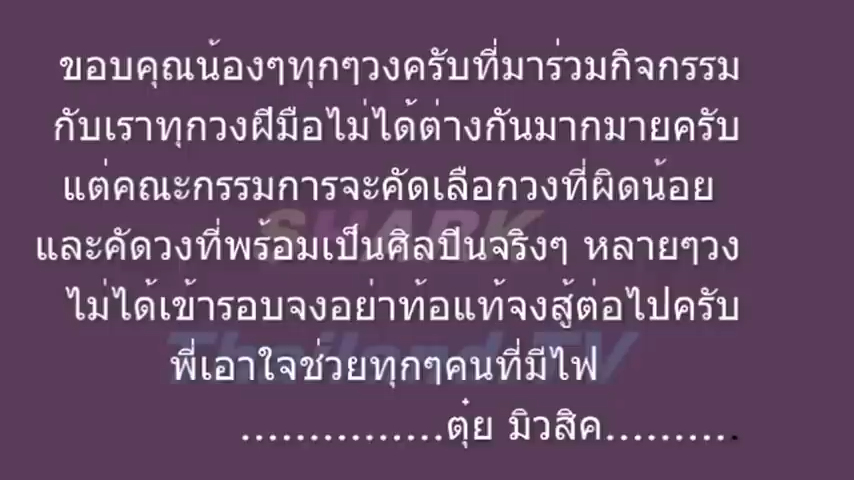 ขอบคุณน้องๆทุกๆวงครับที่มาร่วมกิจกรรม
กับเราทุกวงฝีมือไม่ได้ต่างกันมากมายครับ
แต่คณะกรรมการจะคัดเลือกวงที่ผิดน้อย
และคัดวงที่พร้อมเป็นศิลปินจริงๆ หลายๆวง
ไม่ได้เข้ารอบจงอย่าท้อแท้จงสู้ต่อไปครับ
พี่เอาใจช่วยทุกๆคนที่มีไฟ
...............ตุ๋ย มิวสิค..........
SHARK
Thailand TV